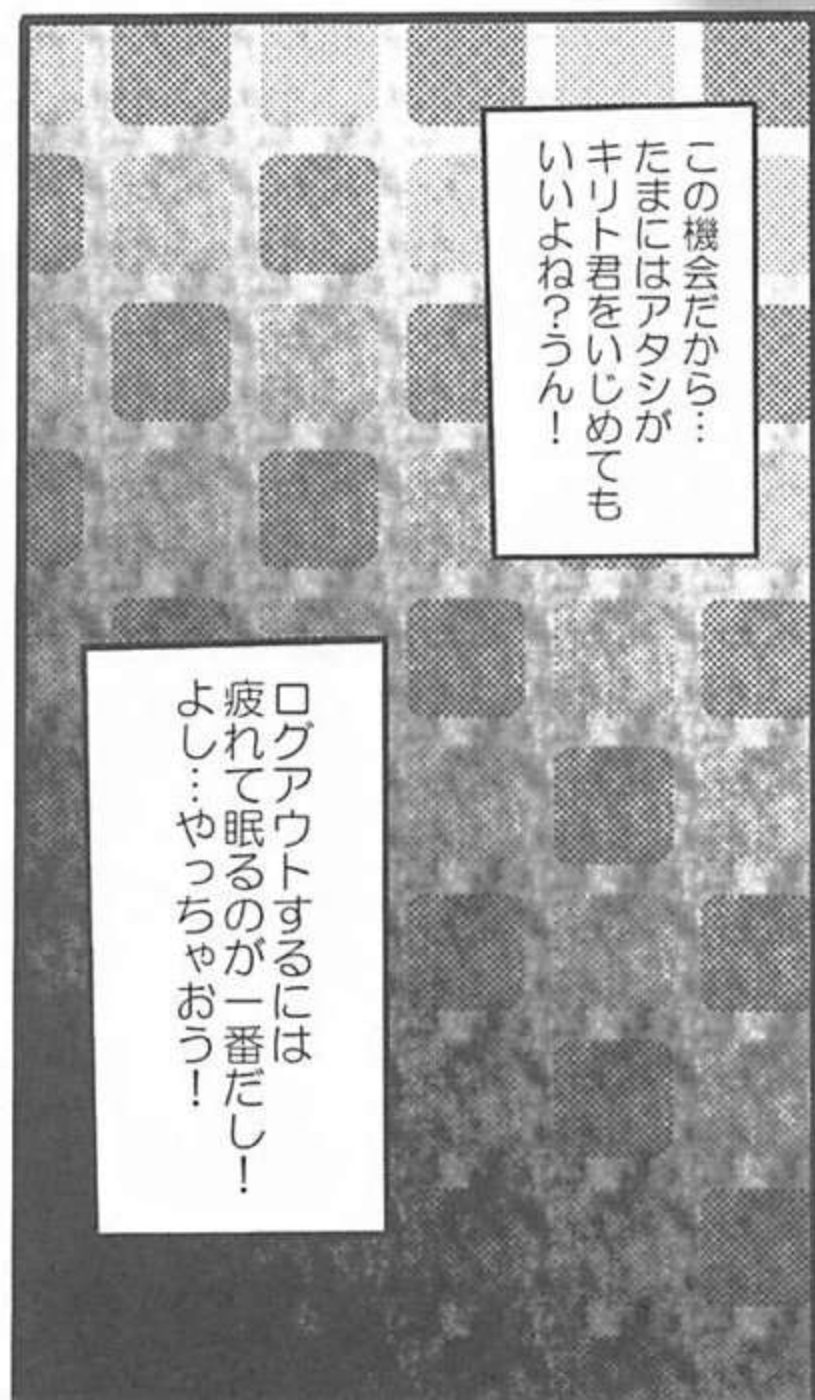 この機会だから…
たまにはアタシが
キリト君をいじめても
いいよね?うん!
ログアウトするには
疲れて眠るのが一番だし!
よし…やっちゃおう!